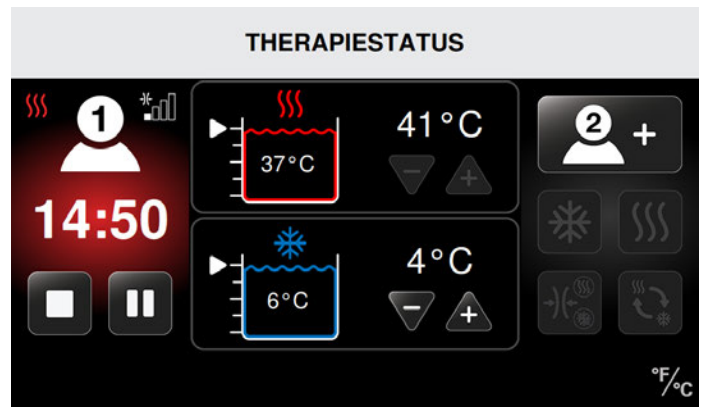 THERAPIESTATUS
1
14:50
37°C
41°C
6°C
4°C
2 +
°F/°C